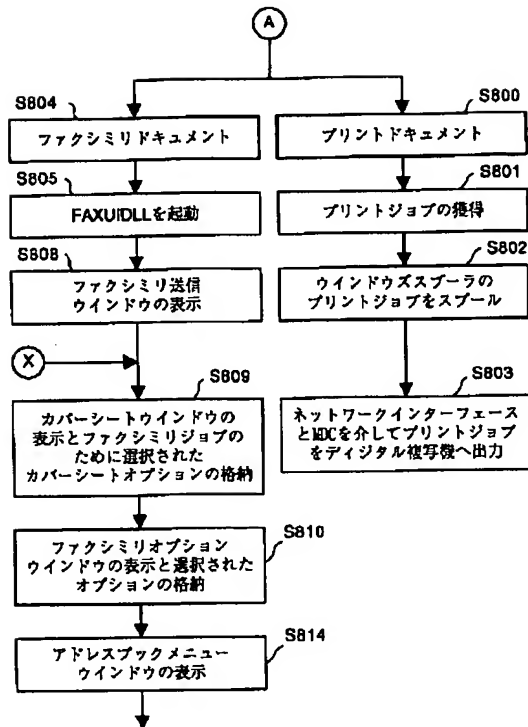 A
S804
ファクシミリドキュメント
S805
FAXUIDLLを起動
S808
ファクシミリ送信
ウインドウの表示
X
S809
カバーシートウインドウの
表示とファクシミリジョブの
ために選択された
カバーシートオプションの格納
S810
ファクシミリオプション
ウインドウの表示と選択された
オプションの格納
S814
アドレスブックメニュー
ウインドウの表示
S800
プリントドキュメント
S801
プリントジョブの獲得
S802
ウインドウズスプーラの
プリントジョブをスプール
S803
ネットワークインターフェース
とMDCを介してプリントジョブ
をディジタル複写機へ出力